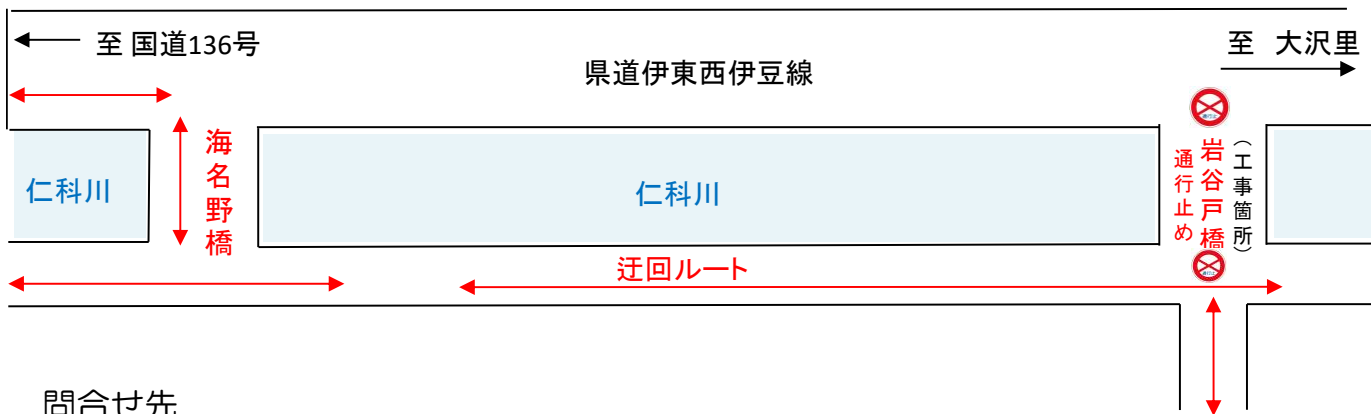 至 国道136号
至 大沢里
県道伊東西伊豆線
海名野橋
仁科川
仁科川
通行止め
岩谷戸橋
（工事箇所）
迂回ルート
問合せ先